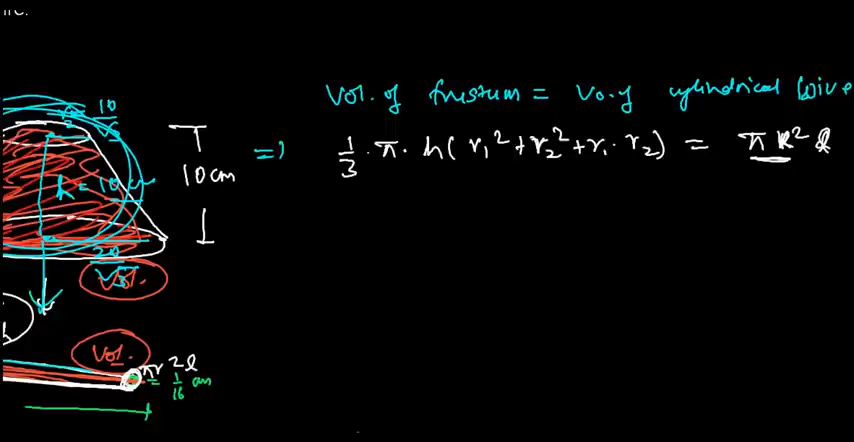 Vol. of frustum = Vo. of cylindrical wire
10
10 cm
=> 1/3 . π . h ( r₁² + r₂² + r₁ . r₂ ) = π R² l
h = 10 cm
20
√3
Vol.
Vol.
πr²l
= 1/16 cm